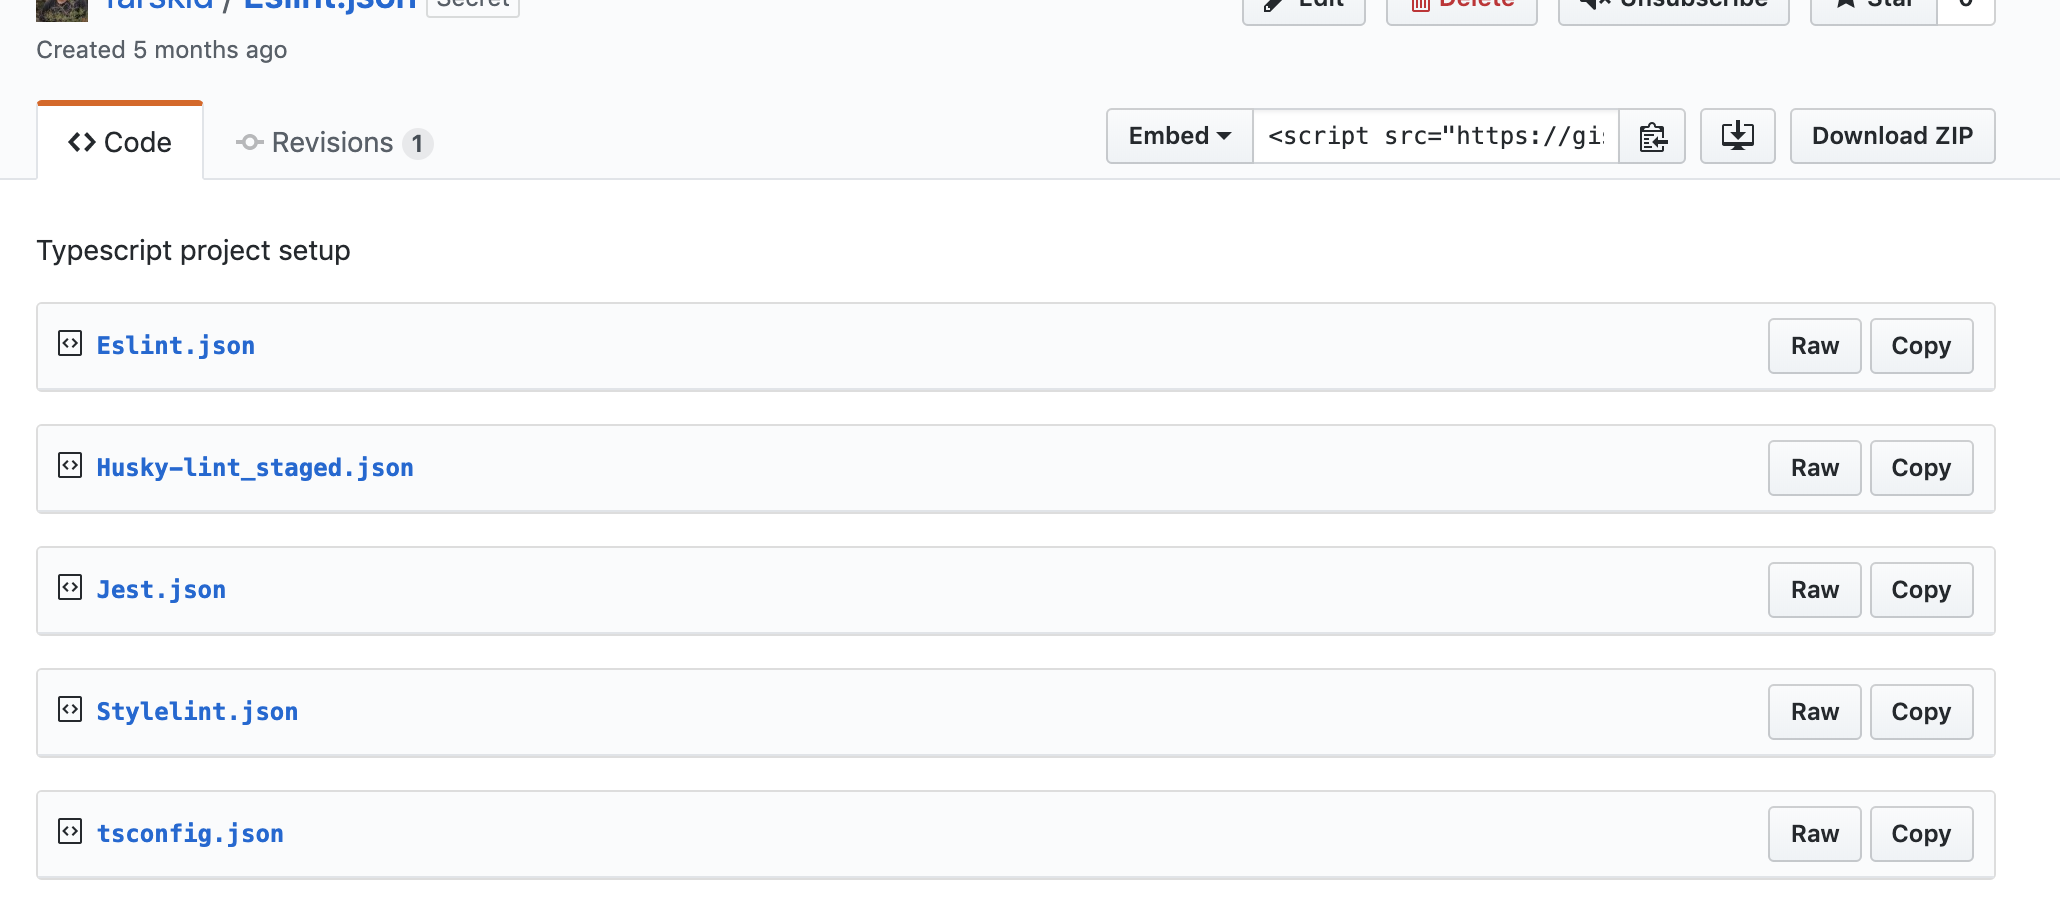 / Eslint.json Secret Edit Delete Unsubscribe Star 0
Created 5 months ago
Code Revisions 1 Embed <script src="https://gi Download ZIP
Typescript project setup
Eslint.json Raw Copy
Husky-lint_staged.json Raw Copy
Jest.json Raw Copy
Stylelint.json Raw Copy
tsconfig.json Raw Copy